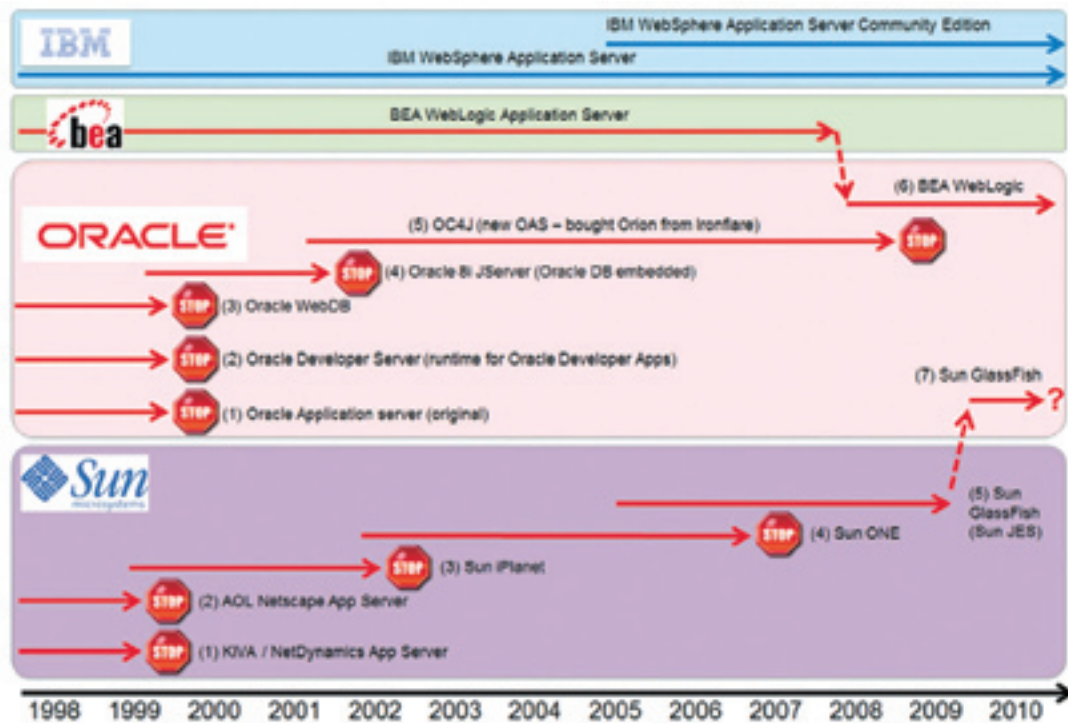 IBM
IBM WebSphere Application Server Community Edition
IBM WebSphere Application Server
bea
BEA WebLogic Application Server
(6) BEA WebLogic
ORACLE
(5) OC4J (new OAS – bought Orion from Ironflare)
STOP
STOP
(4) Oracle 8i JServer (Oracle DB embedded)
STOP
(3) Oracle WebDB
STOP
(2) Oracle Developer Server (runtime for Oracle Developer Apps)
(7) Sun GlassFish
?
STOP
(1) Oracle Application server (original)
Sun
microsystems
(5) Sun
GlassFish
(Sun JES)
STOP
(4) Sun ONE
STOP
(3) Sun iPlanet
STOP
(2) AOL Netscape App Server
STOP
(1) KIVA / NetDynamics App Server
1998 1999 2000 2001 2002 2003 2004 2005 2006 2007 2008 2009 2010